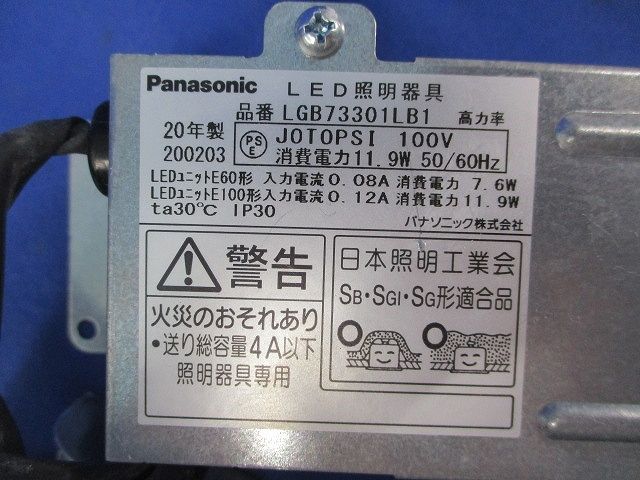 Panasonic LED照明器具
品番 LGB73301LB1 高力率
20年製
200203
PSE JOTOPSI 100V
消費電力11.9W 50/60Hz
LEDユニットE60形 入力電流0.08A 消費電力 7.6W
LEDユニットE100形 入力電流0.12A 消費電力11.9W
ta30℃ IP30
パナソニック株式会社
警告
火災のおそれあり
・送り総容量4A以下
照明器具専用
日本照明工業会
SB・SGI・SG形適合品